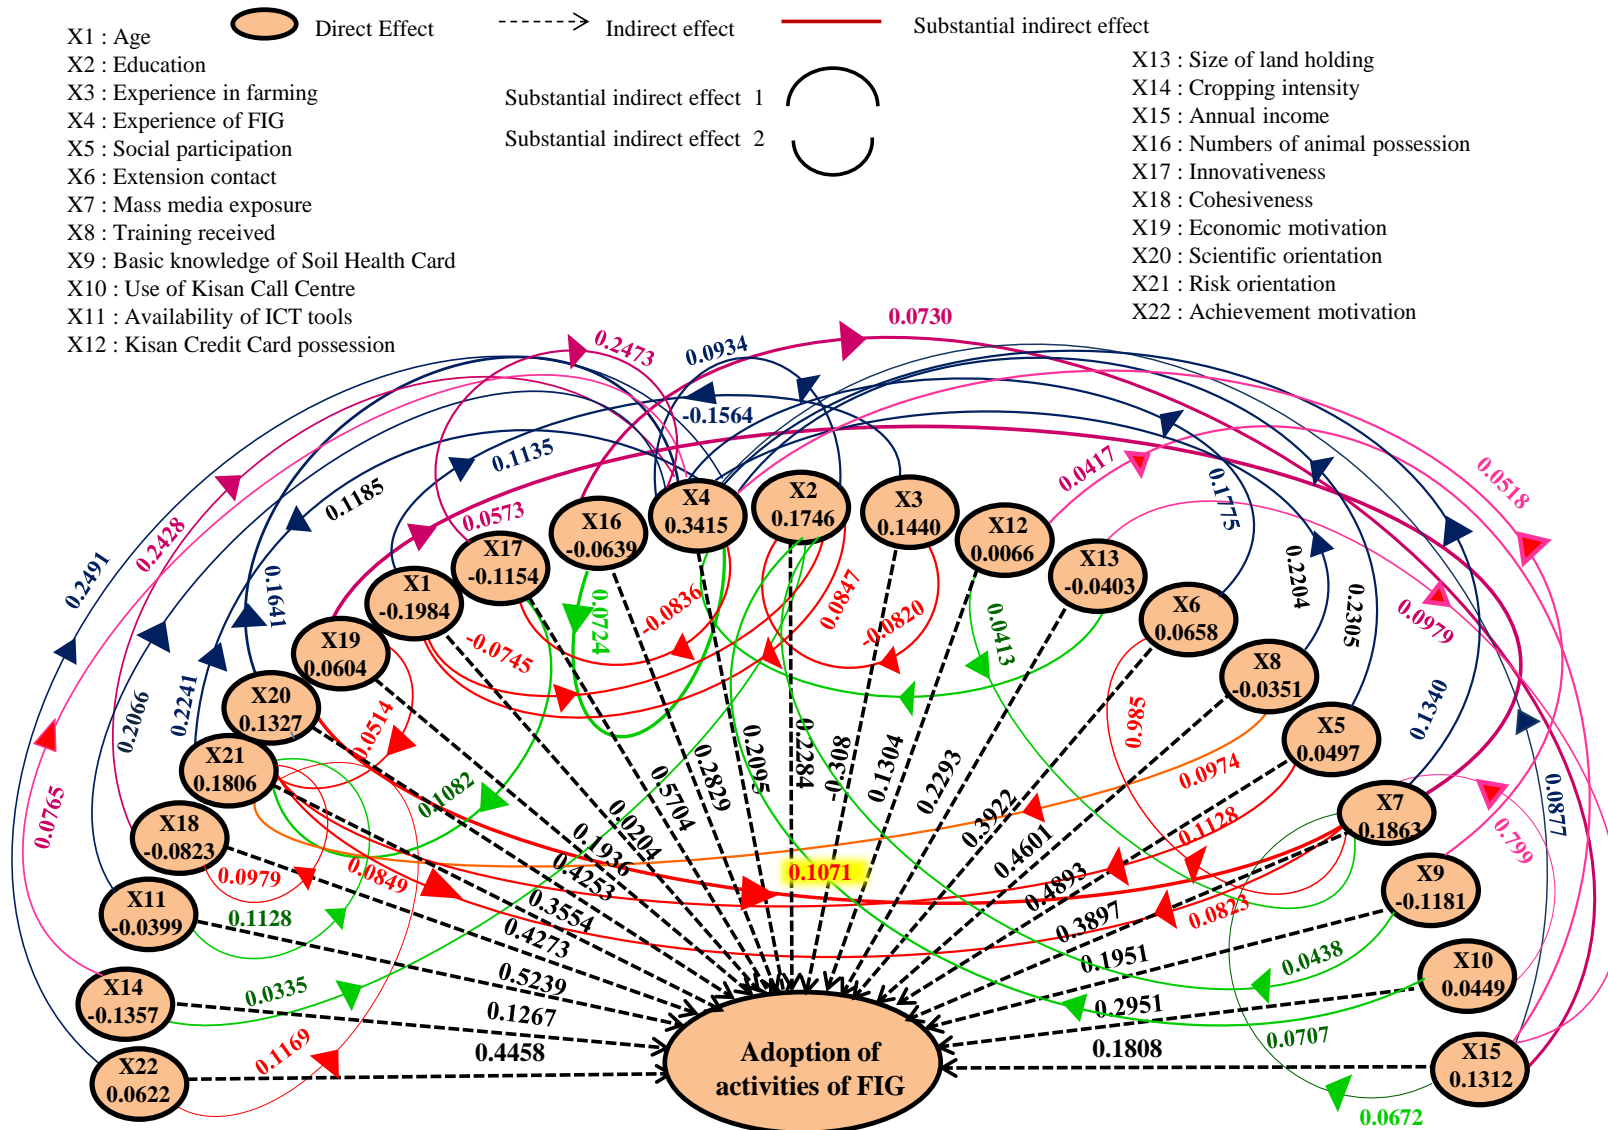 Direct Effect
Indirect effect
Substantial indirect effect
X1 : Age
X2 : Education
X3 : Experience in farming
X4 : Experience of FIG
X5 : Social participation
X6 : Extension contact
X7 : Mass media exposure
X8 : Training received
X9 : Basic knowledge of Soil Health Card
X10 : Use of Kisan Call Centre
X11 : Availability of ICT tools
X12 : Kisan Credit Card possession
Substantial indirect effect 1
Substantial indirect effect 2
X13 : Size of land holding
X14 : Cropping intensity
X15 : Annual income
X16 : Numbers of animal possession
X17 : Innovativeness
X18 : Cohesiveness
X19 : Economic motivation
X20 : Scientific orientation
X21 : Risk orientation
X22 : Achievement motivation
0.0730
0.2473
0.0934
-0.1564
0.1135
0.1185
0.0417
0.0518
0.1775
0.2428
0.2491
0.0573
0.1641
0.2204
0.2305
0.0979
X4
0.3415
X2
0.1746
X3
0.1440
X16
-0.0639
X12
0.0066
X17
-0.1154
X13
-0.0403
X1
-0.1984
X6
0.0658
X19
0.0604
X8
-0.0351
X20
0.1327
X5
0.0497
X21
0.1806
X7
0.1863
X18
-0.0823
X9
-0.1181
X11
-0.0399
X10
0.0449
X14
-0.1357
X15
0.1312
X22
0.0622
-0.0836
0.0847
-0.0820
0.0724
0.0413
-0.0745
0.2066
0.2241
0.0514
0.985
0.1340
0.0974
0.0877
0.0765
0.1082
0.1128
0.799
0.0979
0.0849
0.1071
0.0823
0.1128
0.0438
0.0335
0.0707
0.1169
0.0672
0.4458
0.1267
0.5239
0.4273
0.3554
0.4253
0.1936
0.0204
0.5704
0.2829
0.2095
0.2284
-0.308
0.1304
0.2293
0.3922
0.4601
0.4893
0.3897
0.1951
0.2951
0.1808
Adoption of
activities of FIG